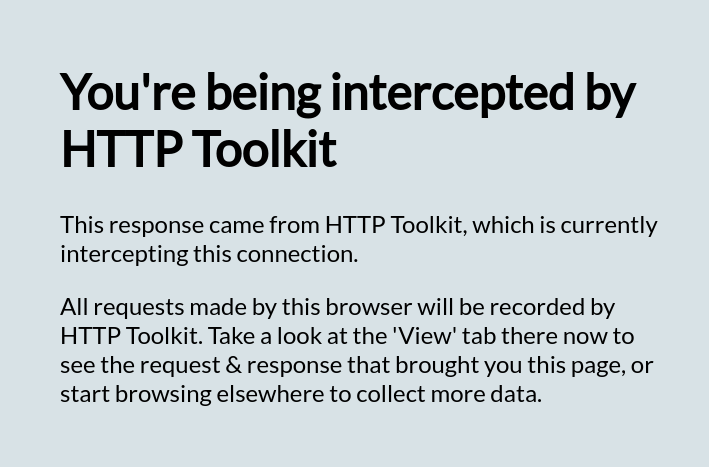 You're being intercepted by
HTTP Toolkit
This response came from HTTP Toolkit, which is currently
intercepting this connection.
All requests made by this browser will be recorded by
HTTP Toolkit. Take a look at the 'View' tab there now to
see the request & response that brought you this page, or
start browsing elsewhere to collect more data.